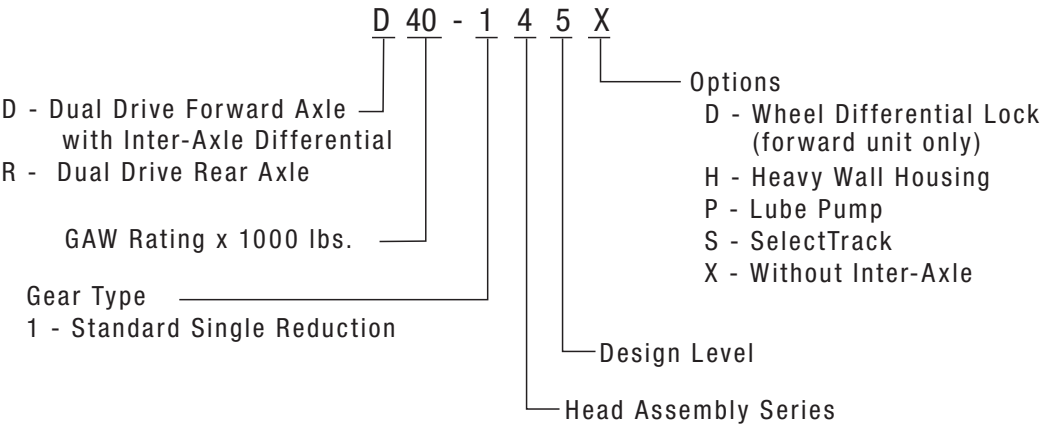 D 40 - 1 4 5 X
Options
D - Wheel Differential Lock
(forward unit only)
H - Heavy Wall Housing
P - Lube Pump
S - SelectTrack
X - Without Inter-Axle
D - Dual Drive Forward Axle
with Inter-Axle Differential
R - Dual Drive Rear Axle
GAW Rating x 1000 lbs.
Gear Type
1 - Standard Single Reduction
Design Level
Head Assembly Series